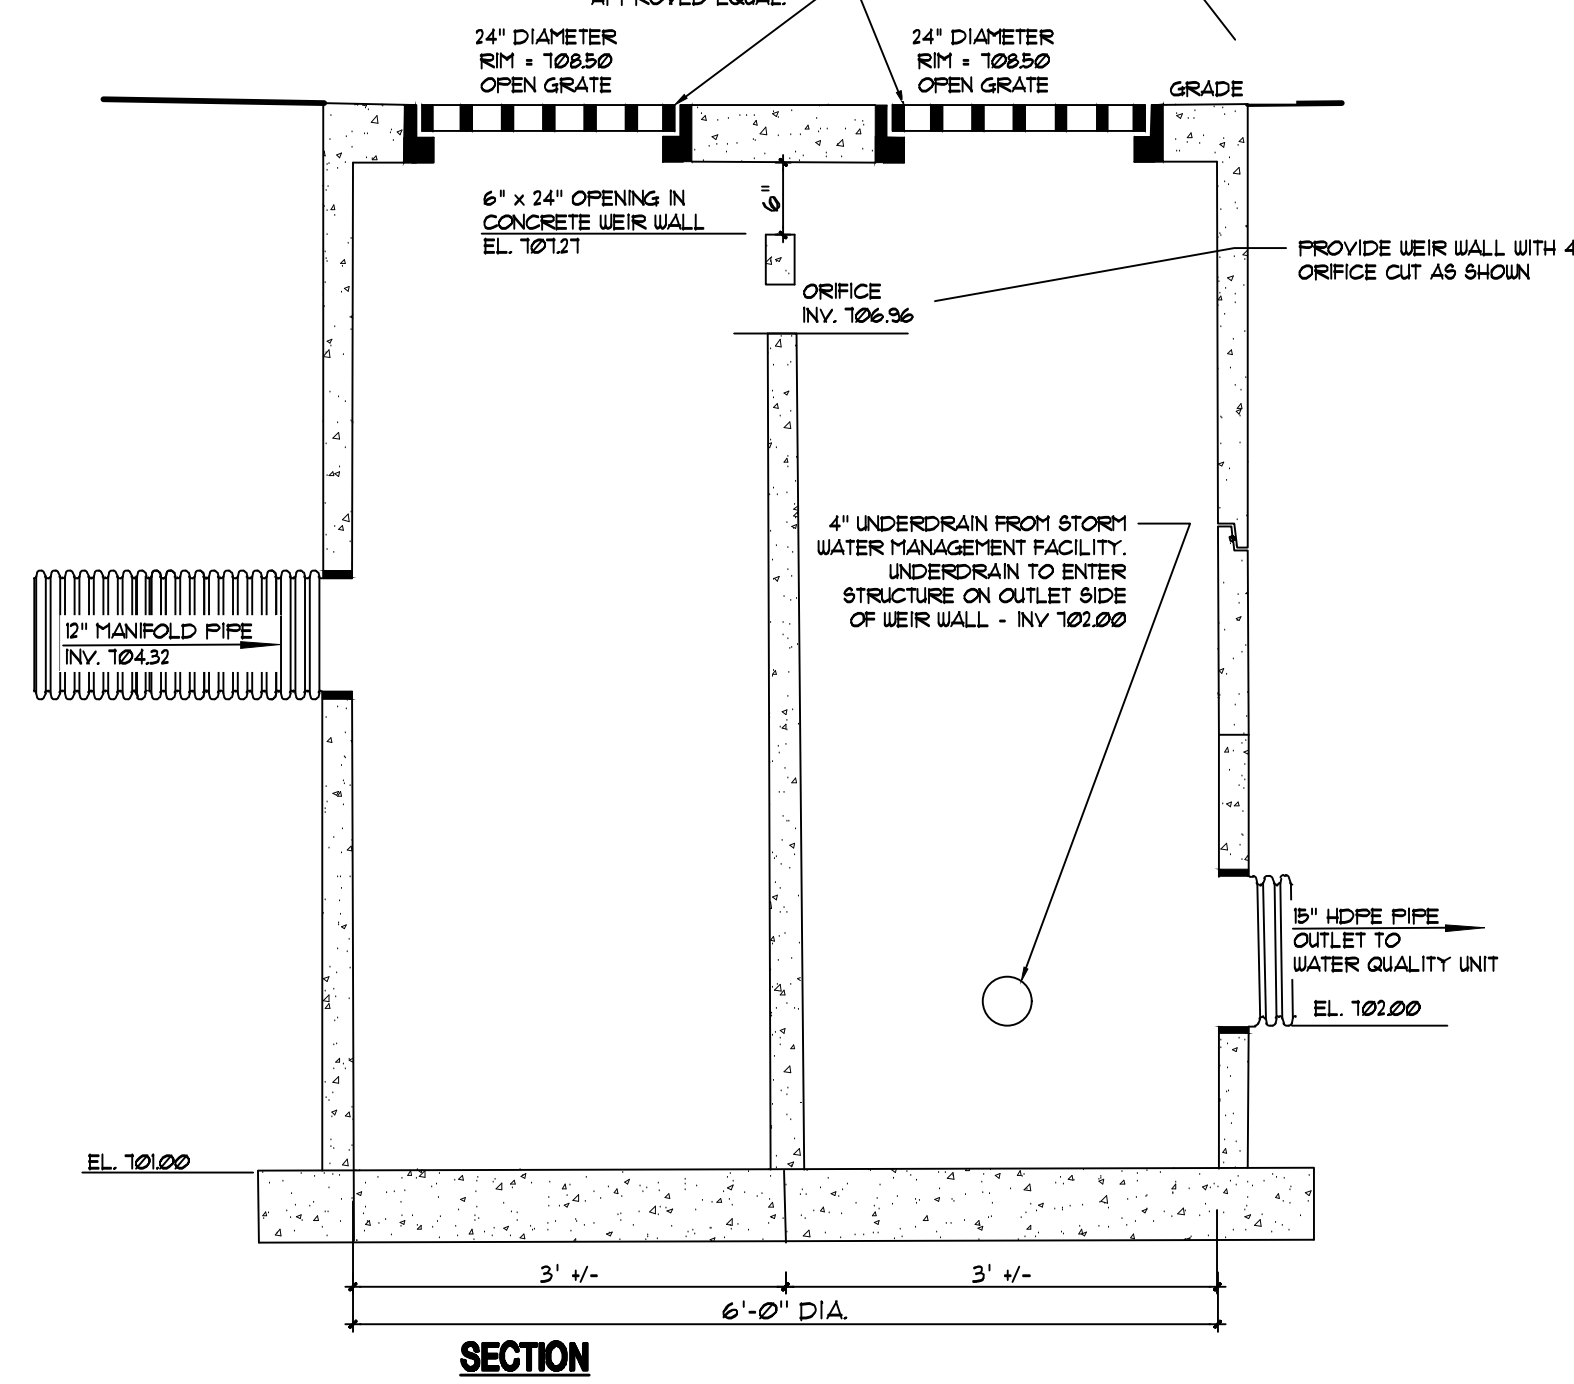 APPROVED EQUAL.
24" DIAMETER
RIM = 708.50
OPEN GRATE
24" DIAMETER
RIM = 708.50
OPEN GRATE
GRADE
6" x 24" OPENING IN
CONCRETE WEIR WALL
EL. 707.27
6"
PROVIDE WEIR WALL WITH 4
ORIFICE CUT AS SHOWN
ORIFICE
INV. 706.96
4" UNDERDRAIN FROM STORM
WATER MANAGEMENT FACILITY.
UNDERDRAIN TO ENTER
STRUCTURE ON OUTLET SIDE
OF WEIR WALL - INV 702.00
12" MANIFOLD PIPE
INV. 704.32
15" HDPE PIPE
OUTLET TO
WATER QUALITY UNIT
EL. 702.00
EL. 701.00
3' +/-
3' +/-
6'-0" DIA.
SECTION